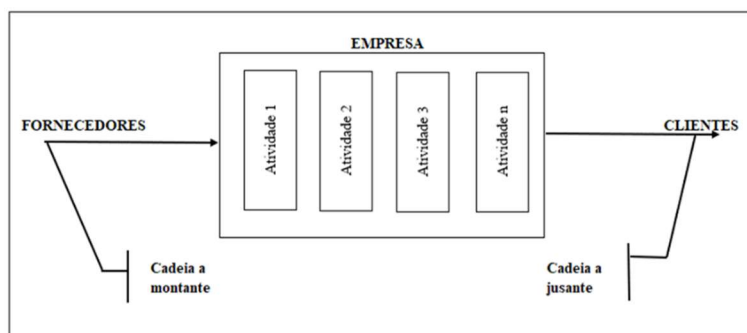 EMPRESA
FORNECEDORES
Atividade 1
Atividade 2
Atividade 3
Atividade n
CLIENTES
Cadeia a
montante
Cadeia a
jusante